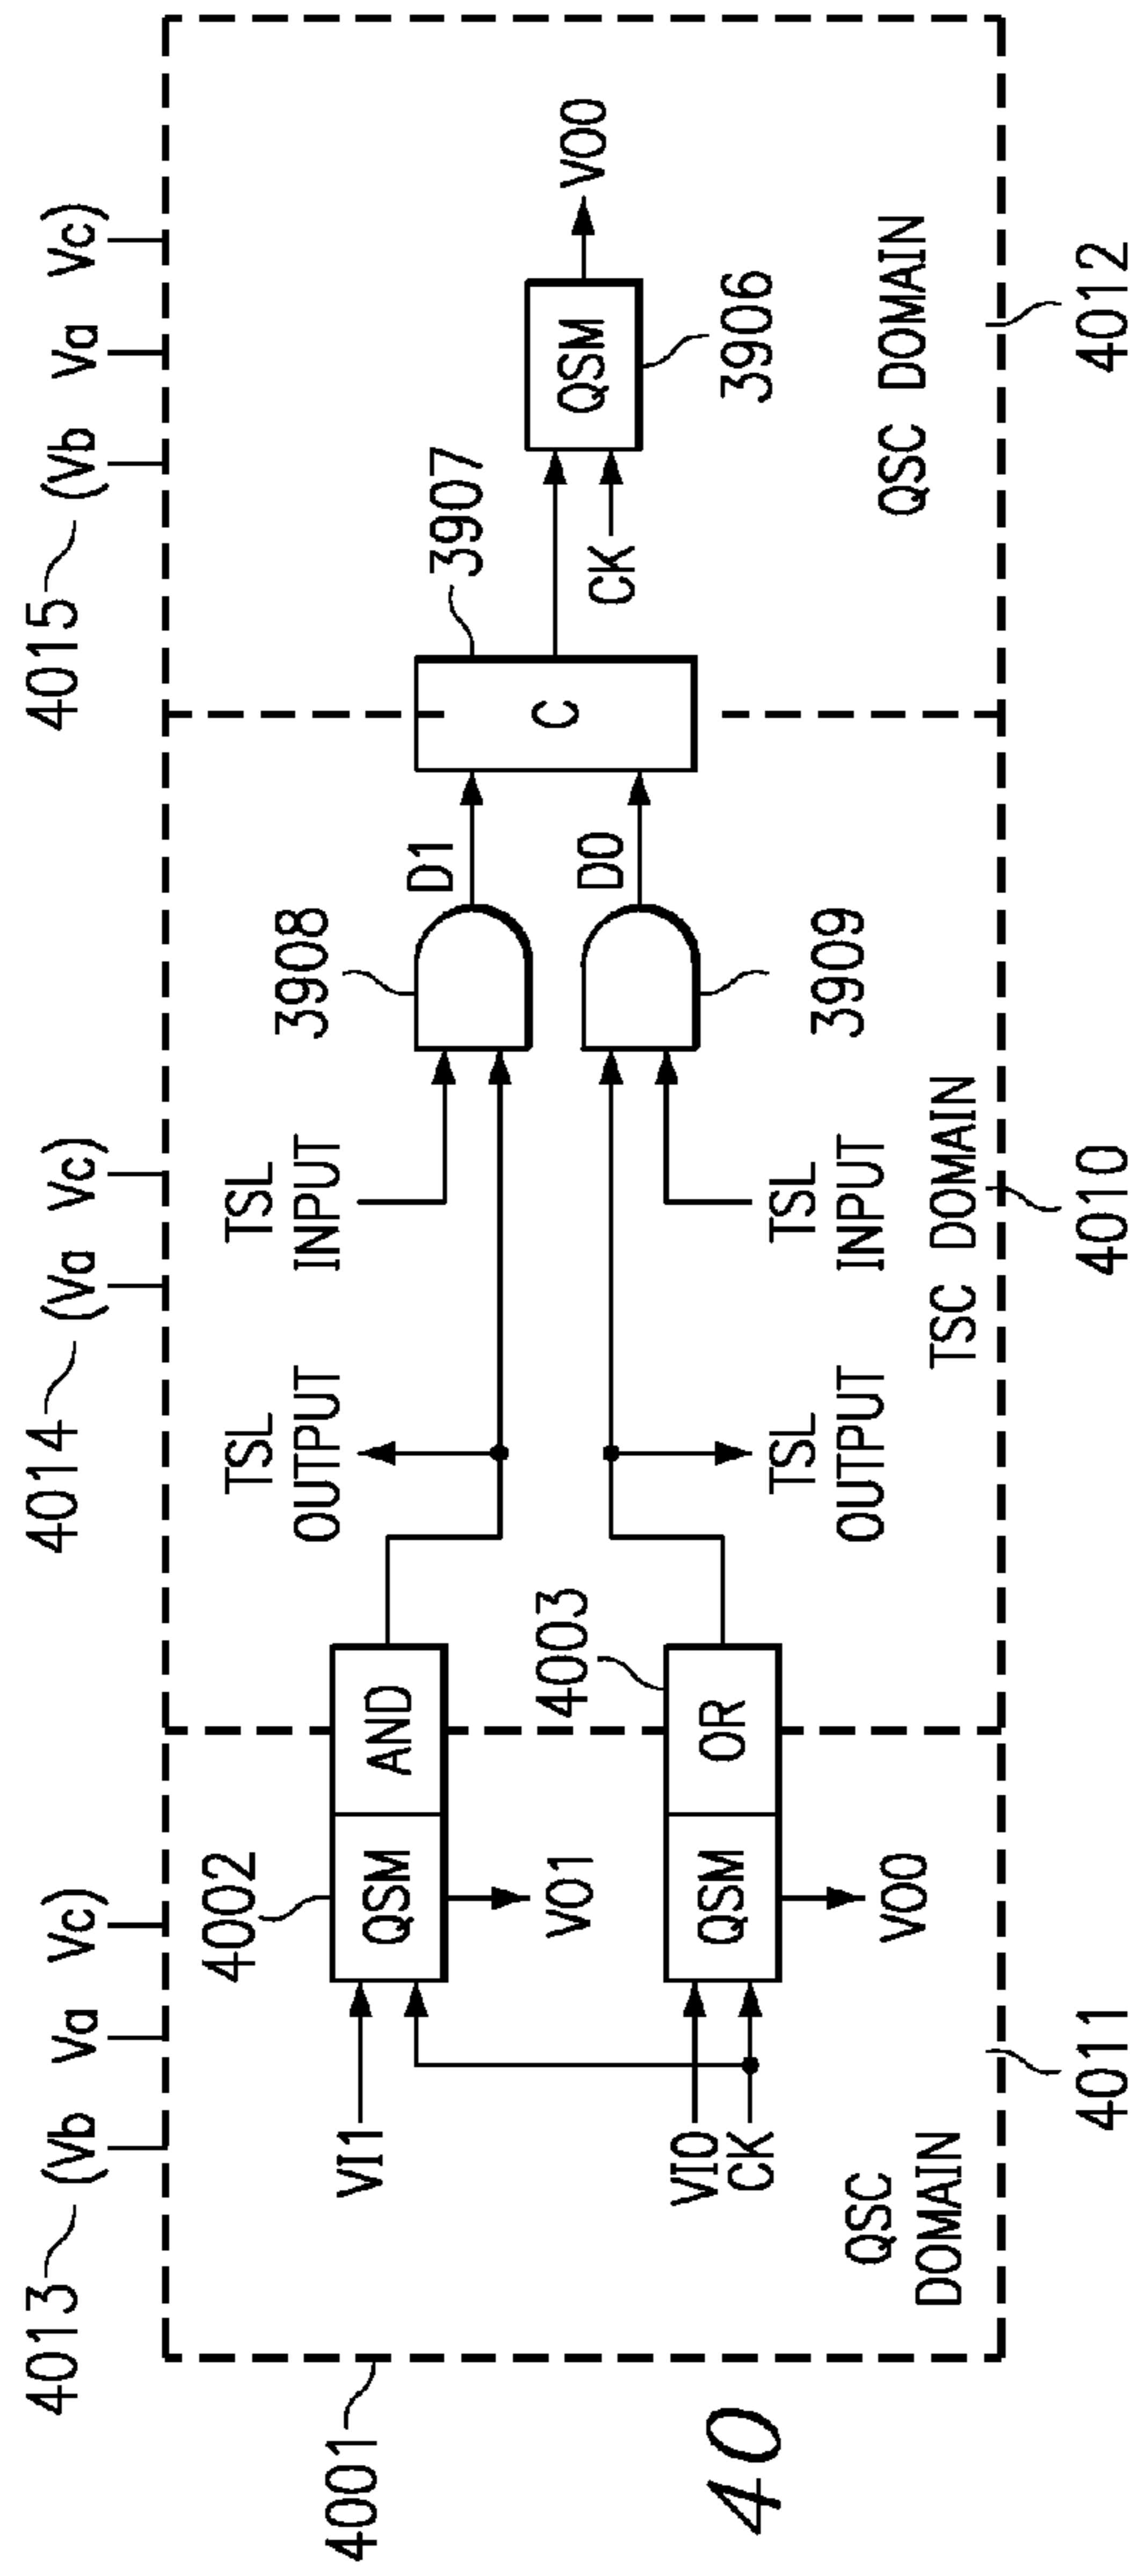 4013 (Vb Va Vc)
4014 (Va Vc)
4015 (Vb Va Vc)
4001
4002
QSM AND
VI1
VO1
4003
QSM OR
VI0
CK
VO0
QSC
DOMAIN
4011
TSL
OUTPUT
TSL
INPUT
3908
D1
TSL
OUTPUT
TSL
INPUT
3909
D0
TSC DOMAIN
4010
C
3907
CK
QSM
3906
VO0
QSC DOMAIN
4012
40